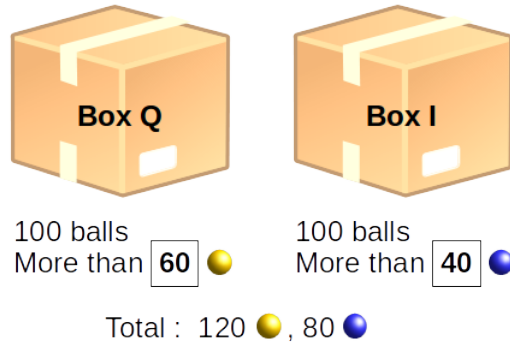 Box Q
Box I
100 balls
More than 60
100 balls
More than 40
Total : 120 , 80